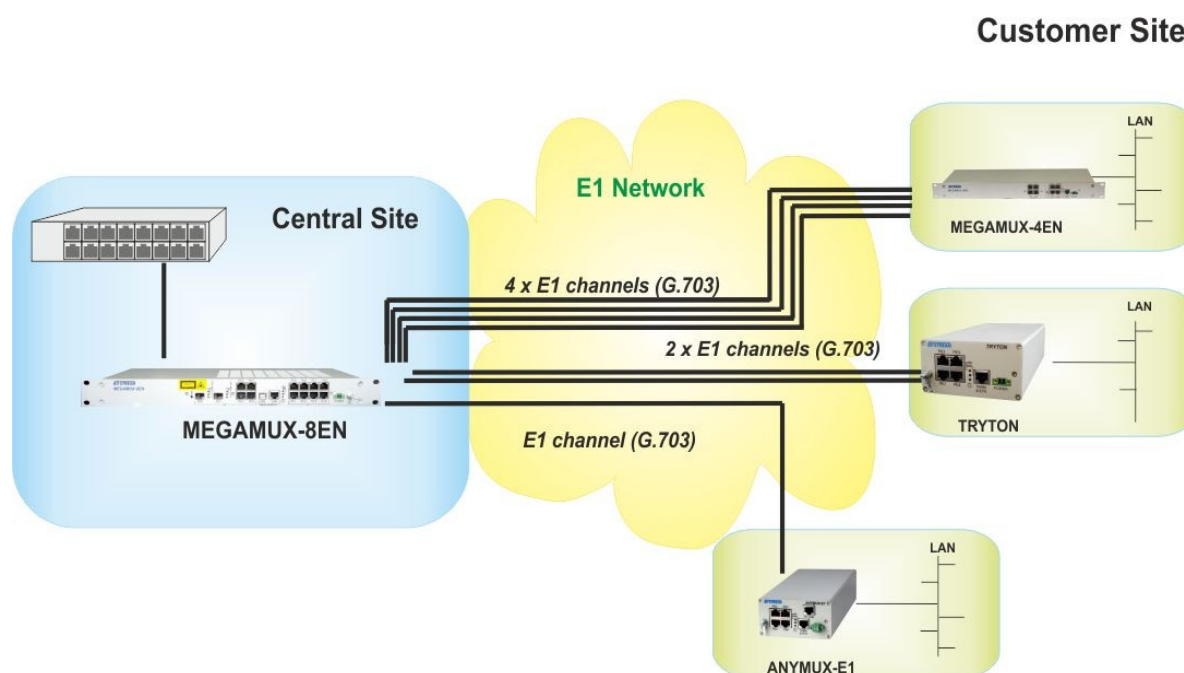 Customer Site
LAN
E1 Network
Central Site
MEGAMUX-4EN
4 x E1 channels (G.703)
LAN
2 x E1 channels (G.703)
TRYTON
MEGAMUX-8EN
TRYTON
E1 channel (G.703)
LAN
ANYMUX-E1